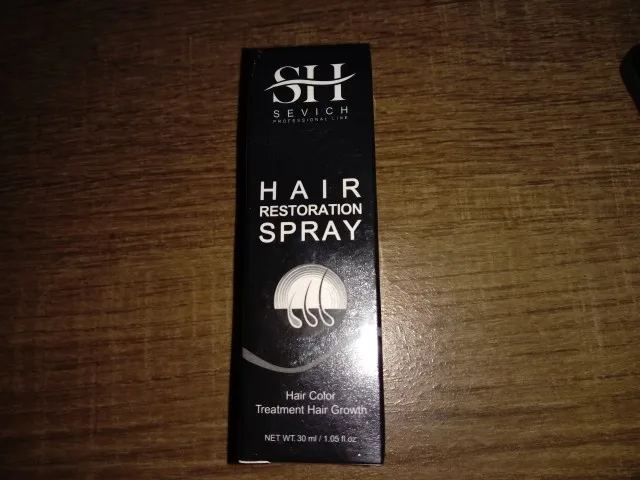 SH
SEVICH
PROFESSIONAL LINE
HAIR
RESTORATION
SPRAY
Hair Color
Treatment Hair Growth
NET WT. 30 ml / 1.05 fl.oz